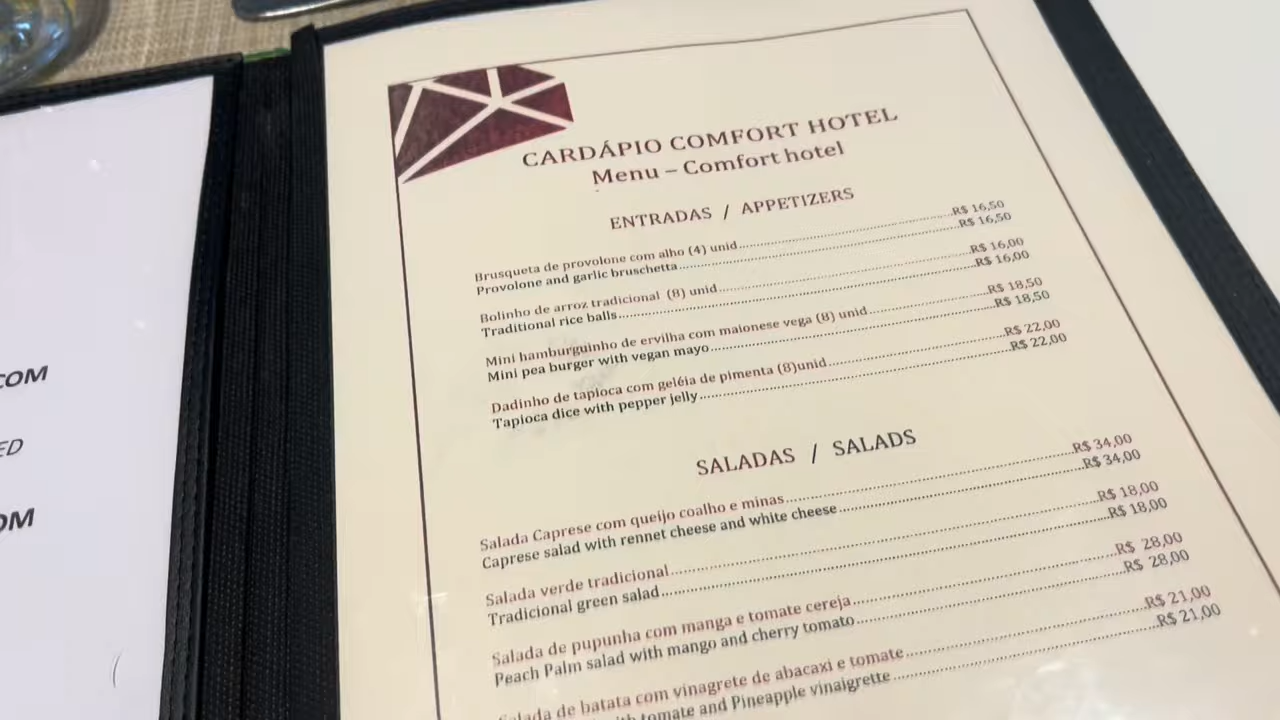 COM
ED
OM
CARDÁPIO COMFORT HOTEL
Menu – Comfort hotel
ENTRADAS / APPETIZERS
Brusqueta de provolone com alho (4) unid...R$ 16,50
Provolone and garlic bruschetta...R$ 16,50
Bolinho de arroz tradicional (8) unid...R$ 16,00
Traditional rice balls...R$ 16,00
Mini hamburguinho de ervilha com maionese vega (8) unid...R$ 18,50
Mini pea burger with vegan mayo...R$ 18,50
Dadinho de tapioca com geléia de pimenta (8)unid...R$ 22,00
Tapioca dice with pepper jelly...R$ 22,00
SALADAS / SALADS
Salada Caprese com queijo coalho e minas...R$ 34,00
Caprese salad with rennet cheese and white cheese...R$ 34,00
Salada verde tradicional...R$ 18,00
Tradicional green salad...R$ 18,00
Salada de pupunha com manga e tomate cereja...R$ 28,00
Peach Palm salad with mango and cherry tomato...R$ 28,00
Salada de batata com vinagrete de abacaxi e tomate...R$ 21,00
with tomate and Pineapple vinaigrette...R$ 21,00